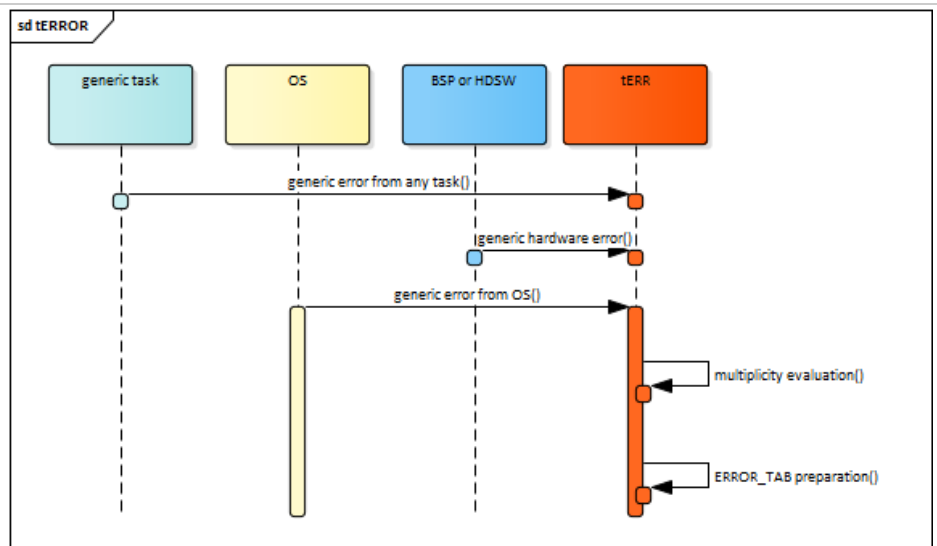 sd tERROR
generic task
OS
BSP or HDSW
tERR
generic error from any task()
generic hardware error()
generic error from OS()
multiplicity evaluation()
ERROR_TAB preparation()